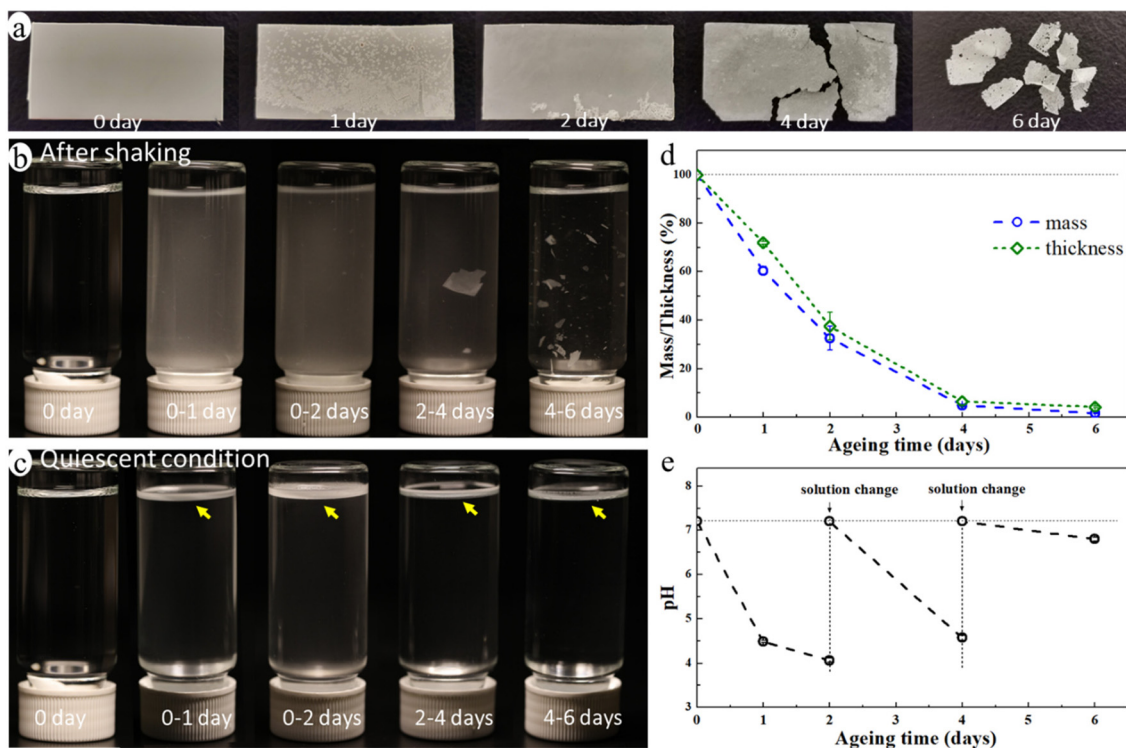 a
0 day
1 day
2 day
4 day
6 day
b After shaking
0 day
0-1 day
0-2 days
2-4 days
4-6 days
c Quiescent condition
0 day
0-1 day
0-2 days
2-4 days
4-6 days
d
100
80
60
40
20
0
Mass/Thickness (%)
mass
thickness
0 1 2 3 4 5 6
Ageing time (days)
e
8
7
6
5
4
3
pH
solution change
solution change
0 1 2 3 4 5 6
Ageing time (days)